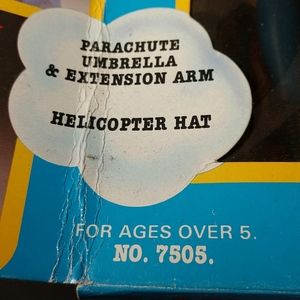 PARACHUTE
UMBRELLA
& EXTENSION ARM
HELICOPTER HAT
FOR AGES OVER 5.
NO. 7505.